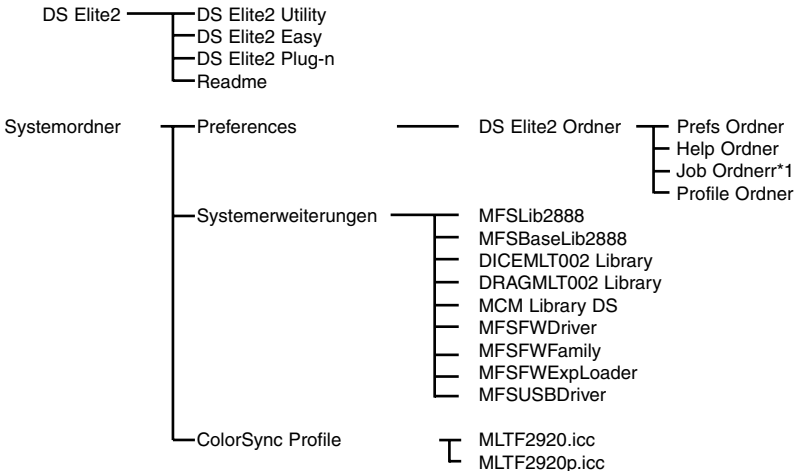 DS Elite2 DS Elite2 Utility
DS Elite2 Easy
DS Elite2 Plug-n
Readme
Systemordner Preferences DS Elite2 Ordner Prefs Ordner
Help Ordner
Job Ordnerr*1
Profile Ordner
Systemerweiterungen MFSLib2888
MFSBaseLib2888
DICEMLT002 Library
DRAGMLT002 Library
MCM Library DS
MFSFWDriver
MFSFWFamily
MFSFWExpLoader
MFSUSBDriver
ColorSync Profile MLTF2920.icc
MLTF2920p.icc